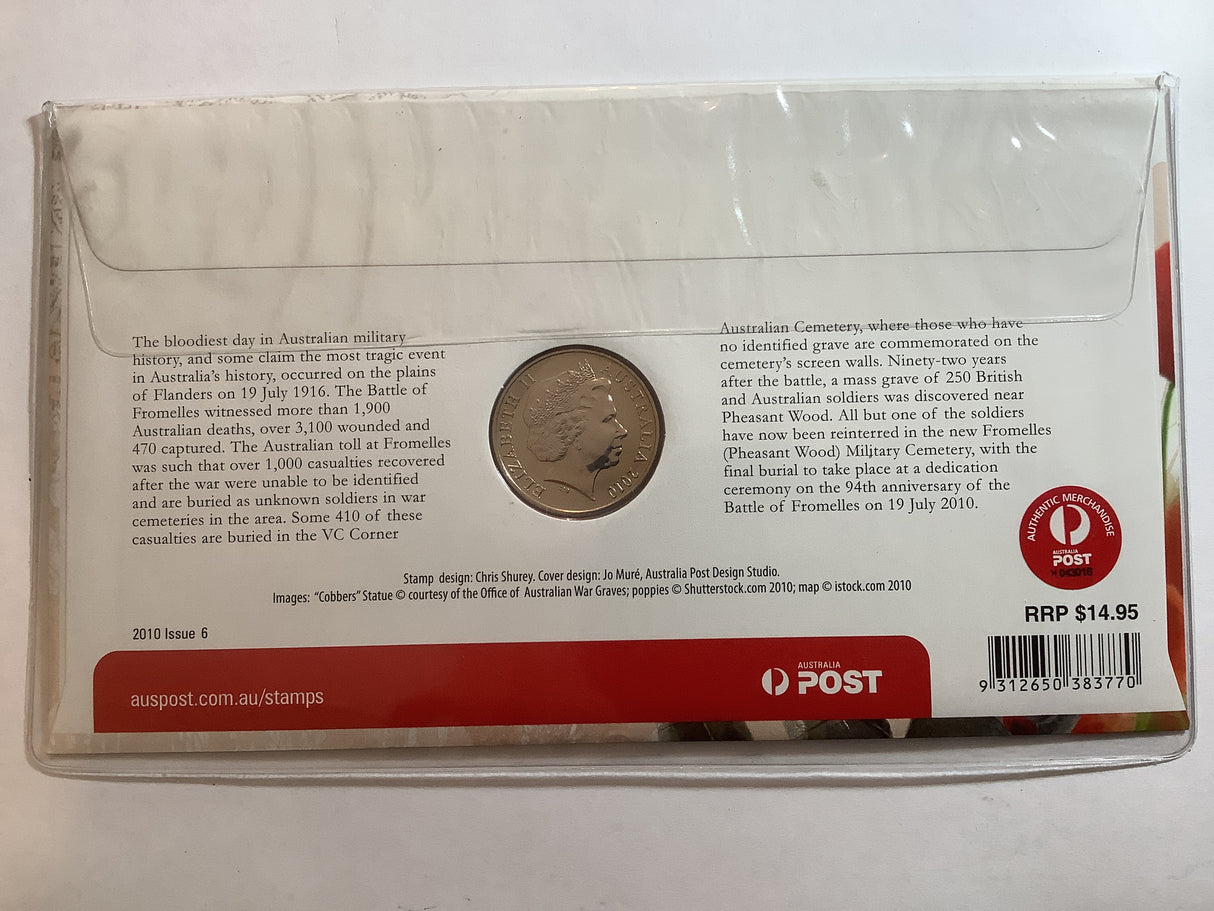 The bloodiest day in Australian military
history, and some claim the most tragic event
in Australia's history, occurred on the plains
of Flanders on 19 July 1916. The Battle of
Fromelles witnessed more than 1,900
Australian deaths, over 3,100 wounded and
470 captured. The Australian toll at Fromelles
was such that over 1,000 casualties recovered
after the war were unable to be identified
and are buried as unknown soldiers in war
cemeteries in the area. Some 410 of these
casualties are buried in the VC Corner
ELIZABETH II AUSTRALIA 2010
Australian Cemetery, where those who have
no identified grave are commemorated on the
cemetery's screen walls. Ninety-two years
after the battle, a mass grave of 250 British
and Australian soldiers was discovered near
Pheasant Wood. All but one of the soldiers
have now been reinterred in the new Fromelles
(Pheasant Wood) Military Cemetery, with the
final burial to take place at a dedication
ceremony on the 94th anniversary of the
Battle of Fromelles on 19 July 2010.
AUTHENTIC MERCHANDISE
AUSTRALIA
POST
Stamp design: Chris Shurey. Cover design: Jo Muré, Australia Post Design Studio.
Images: "Cobbers" Statue © courtesy of the Office of Australian War Graves; poppies © Shutterstock.com 2010; map © istock.com 2010
RRP $14.95
2010 Issue 6
9 312650 383770
auspost.com.au/stamps
AUSTRALIA
POST